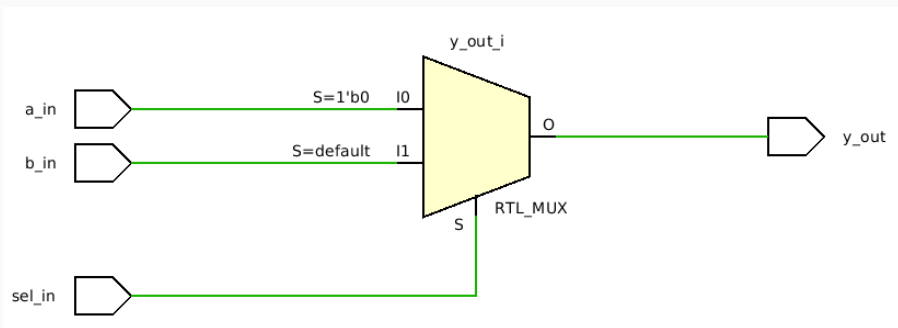 y_out_i
a_in
S=1'b0
I0
O
y_out
b_in
S=default
I1
RTL_MUX
S
sel_in